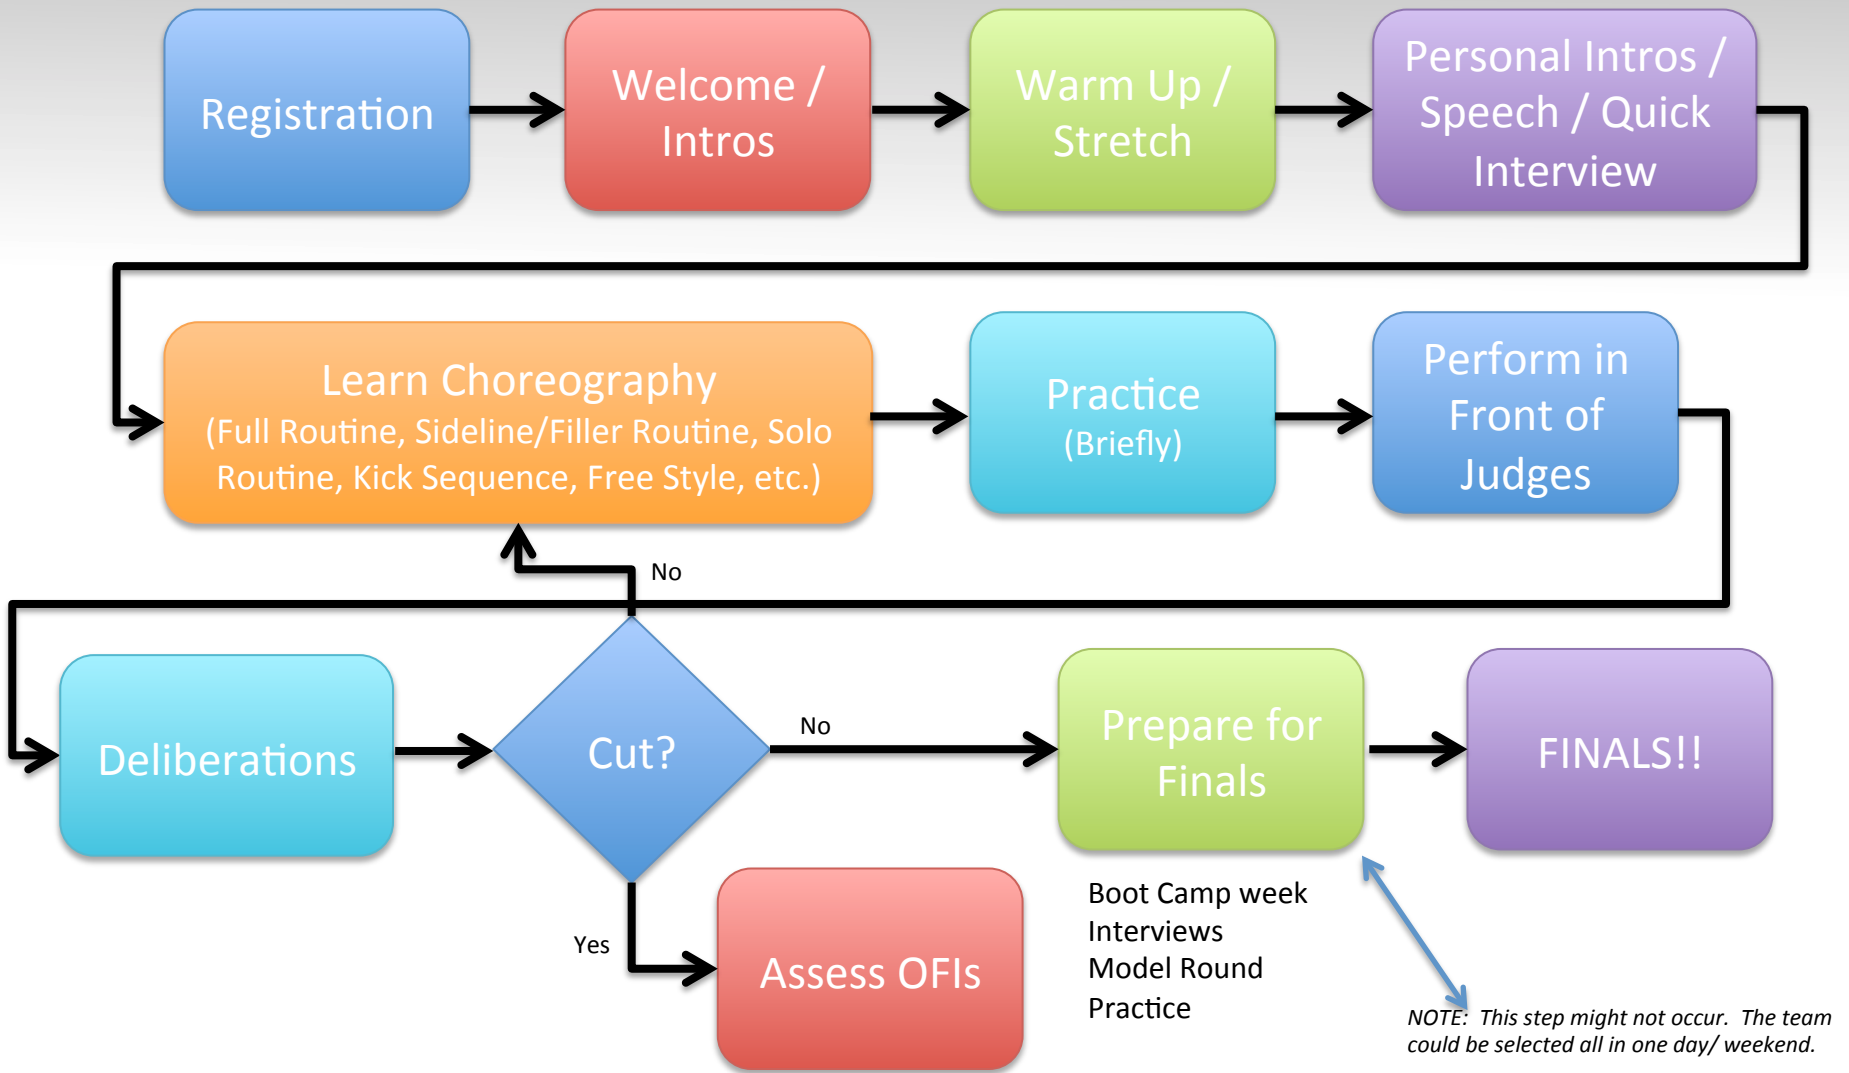 Registration
Welcome /
Intros
Warm Up /
Stretch
Personal Intros /
Speech / Quick
Interview
Learn Choreography
(Full Routine, Sideline/Filler Routine, Solo
Routine, Kick Sequence, Free Style, etc.)
Practice
(Briefly)
Perform in
Front of
Judges
No
Deliberations
Cut?
No
Prepare for
Finals
FINALS!!
Yes
Assess OFIs
Boot Camp week
Interviews
Model Round
Practice
NOTE:  This step might not occur.  The team
could be selected all in one day/ weekend.